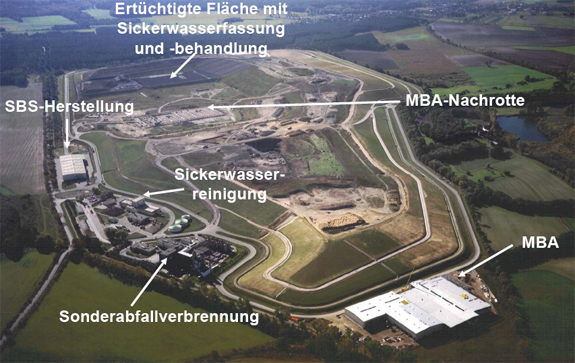 Ertüchtigte Fläche mit
Sickerwasserfassung
und -behandlung
SBS-Herstellung
MBA-Nachrotte
Sickerwasser-
reinigung
MBA
Sonderabfallverbrennung